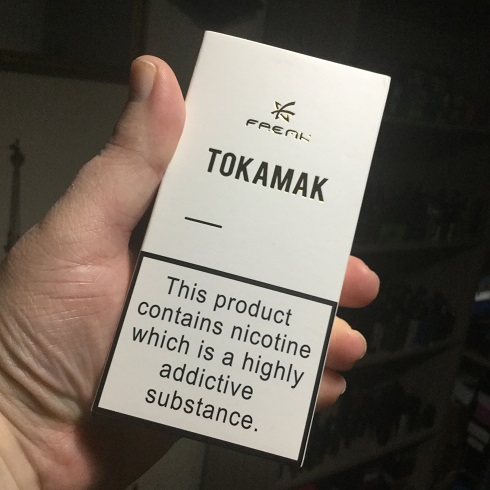 FREAK
TOKAMAK
This product
contains nicotine
which is a highly
addictive
substance.